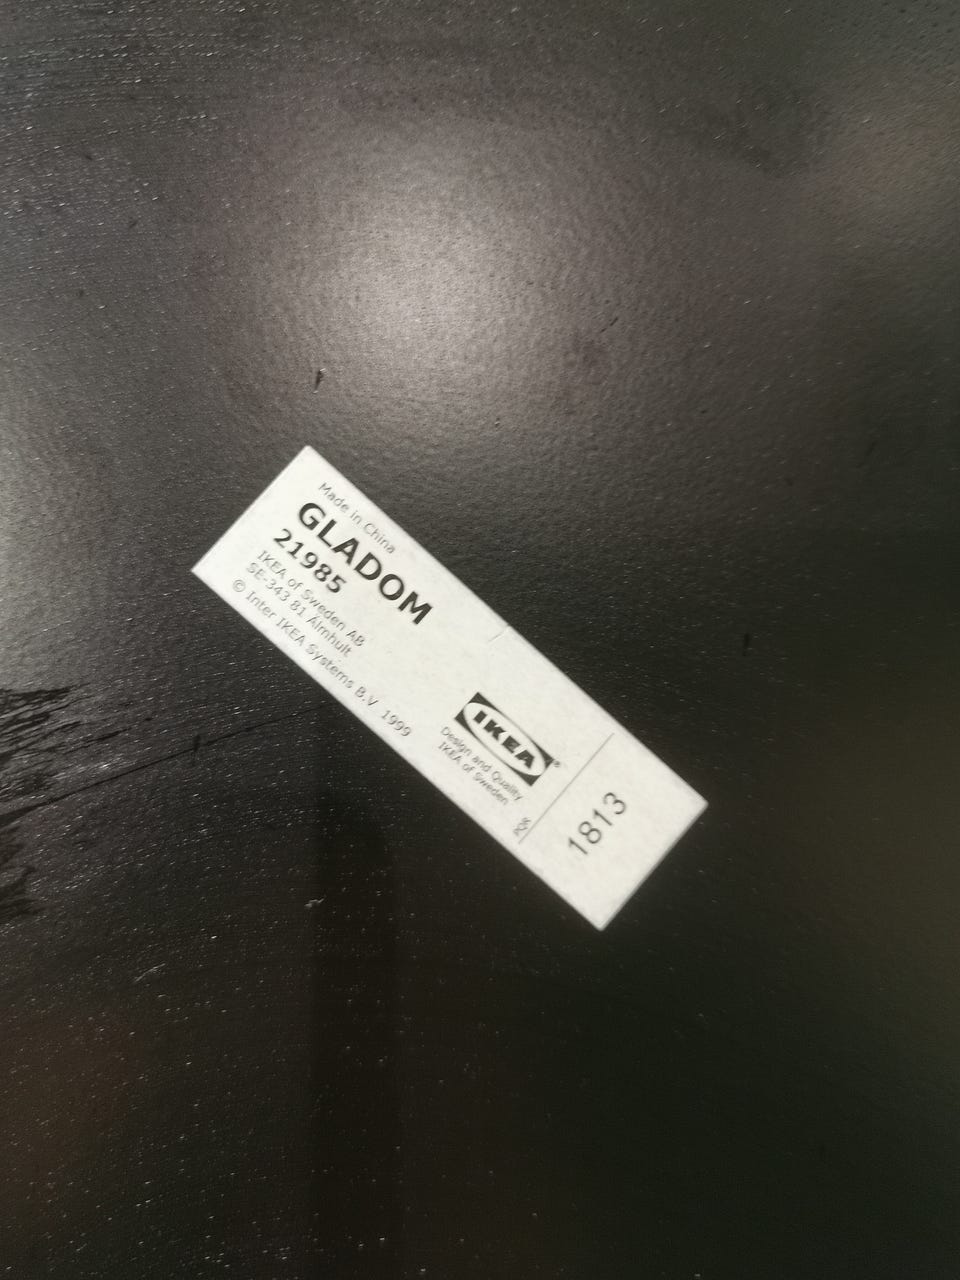 Made in China
GLADOM
21985
IKEA of Sweden AB
SE-343 81 Älmhult
© Inter IKEA Systems B.V. 1999
IKEA®
Design and Quality
IKEA of Sweden
PQR
1813